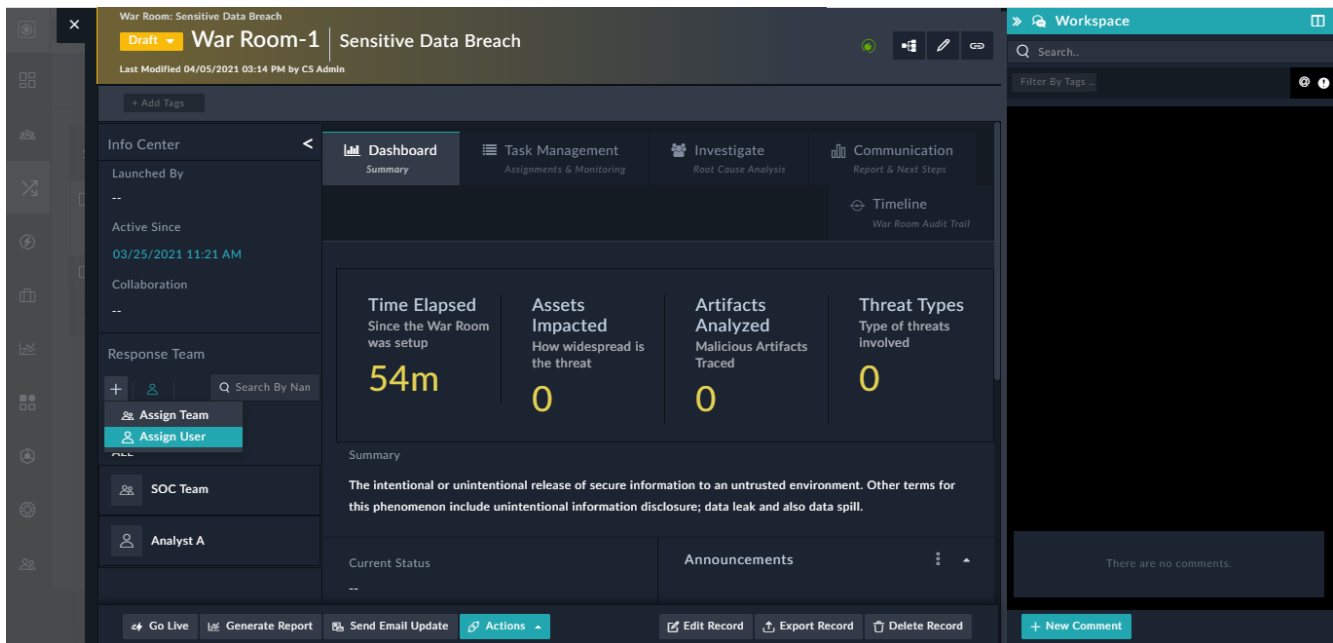 War Room: Sensitive Data Breach
Draft
War Room-1
Sensitive Data Breach
Last Modified 04/05/2021 03:14 PM by CS Admin
+ Add Tags
Info Center
Launched By
--
Active Since
03/25/2021 11:21 AM
Collaboration
--
Response Team
Search By Nan
Assign Team
Assign User
ALL
SOC Team
Analyst A
Dashboard
Summary
Task Management
Assignments & Monitoring
Investigate
Root Cause Analysis
Communication
Report & Next Steps
Timeline
War Room Audit Trail
Time Elapsed
Since the War Room
was setup
54m
Assets
Impacted
How widespread is
the threat
0
Artifacts
Analyzed
Malicious Artifacts
Traced
0
Threat Types
Type of threats
involved
0
Summary
The intentional or unintentional release of secure information to an untrusted environment. Other terms for
this phenomenon include unintentional information disclosure; data leak and also data spill.
Current Status
--
Announcements
Go Live
Generate Report
Send Email Update
Actions
Edit Record
Export Record
Delete Record
Workspace
Search..
Filter By Tags ..
There are no comments.
+ New Comment